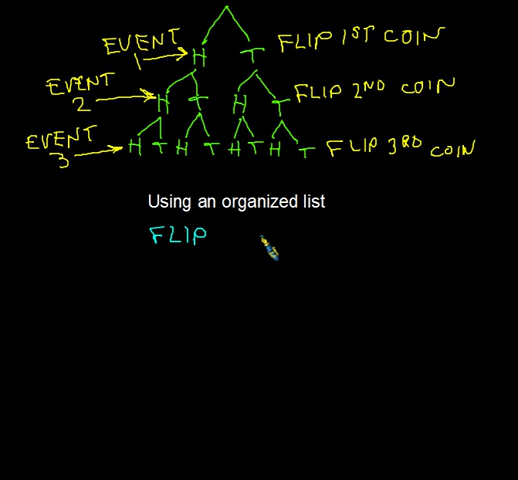 EVENT 1 H T FLIP 1ST COIN
EVENT 2 H T H T FLIP 2ND COIN
EVENT 3 H T H T H T H T FLIP 3RD COIN
Using an organized list
FLIP